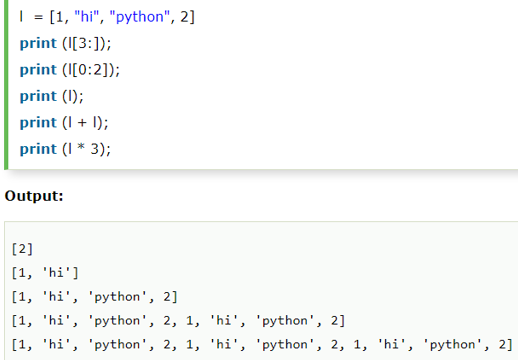 l  = [1, "hi", "python", 2]
print (l[3:]);
print (l[0:2]);
print (l);
print (l + l);
print (l * 3);
Output:
[2]
[1, 'hi']
[1, 'hi', 'python', 2]
[1, 'hi', 'python', 2, 1, 'hi', 'python', 2]
[1, 'hi', 'python', 2, 1, 'hi', 'python', 2, 1, 'hi', 'python', 2]